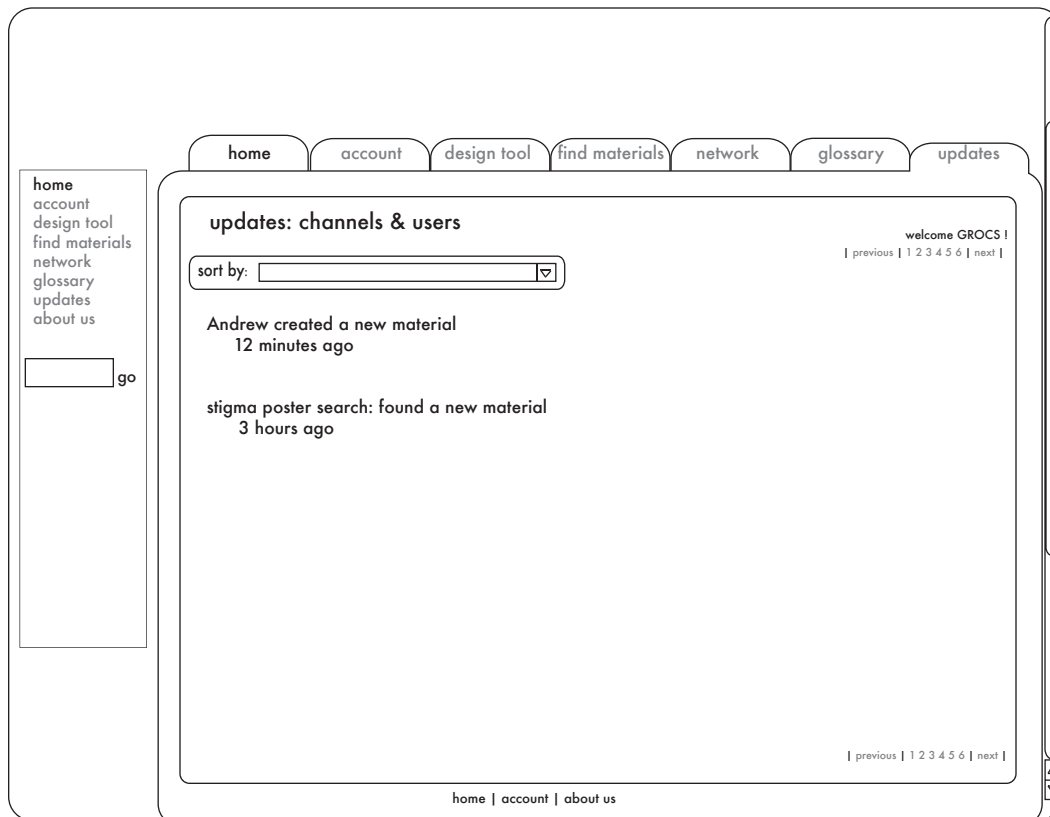 home account design tool find materials network glossary updates
home
account
design tool
find materials
network
glossary
updates
about us
go
updates: channels & users
welcome GROCS !
| previous | 1 2 3 4 5 6 | next |
sort by:
Andrew created a new material
12 minutes ago
stigma poster search: found a new material
3 hours ago
| previous | 1 2 3 4 5 6 | next |
home | account | about us